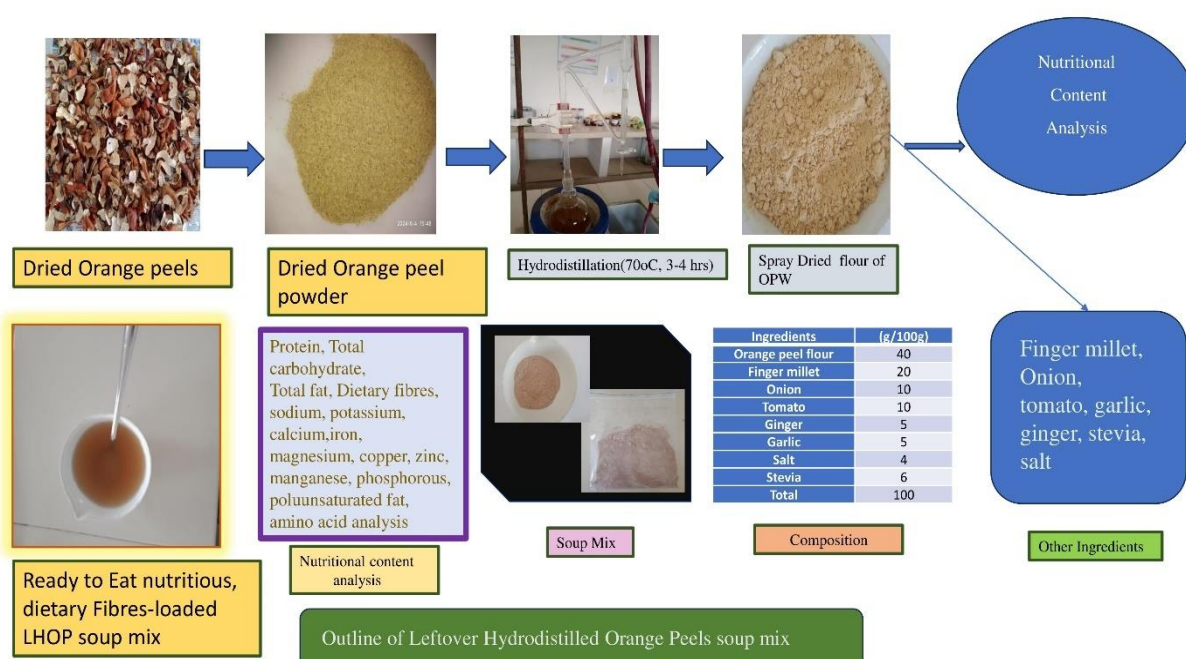 Nutritional
Content
Analysis
2024-6-4 15:48
Dried Orange peels
Dried Orange peel
powder
Hydrodistillation(70oC, 3-4 hrs)
Spray Dried flour of
OPW
Protein, Total
carbohydrate,
Total fat, Dietary fibres,
sodium, potassium,
calcium,iron,
magnesium, copper, zinc,
manganese, phosphorous,
poluunsaturated fat,
amino acid analysis
Nutritional content
analysis
Soup Mix
Ingredients (g/100g)
Orange peel flour 40
Finger millet 20
Onion 10
Tomato 10
Ginger 5
Garlic 5
Salt 4
Stevia 6
Total 100
Composition
Finger millet,
Onion,
tomato, garlic,
ginger, stevia,
salt
Other Ingredients
Ready to Eat nutritious,
dietary Fibres-loaded
LHOP soup mix
Outline of Leftover Hydrodistilled Orange Peels soup mix